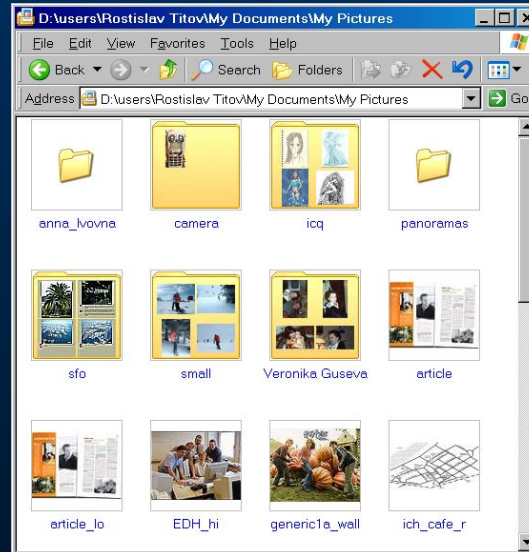 D:\users\Rostislav Titov\My Documents\My Pictures
File Edit View Favorites Tools Help
Back Search Folders
Address D:\users\Rostislav Titov\My Documents\My Pictures Go
anna_lvovna camera icq panoramas
sfo small Veronika Guseva article
article_lo EDH_hi generic1a_wall ich_cafe_r